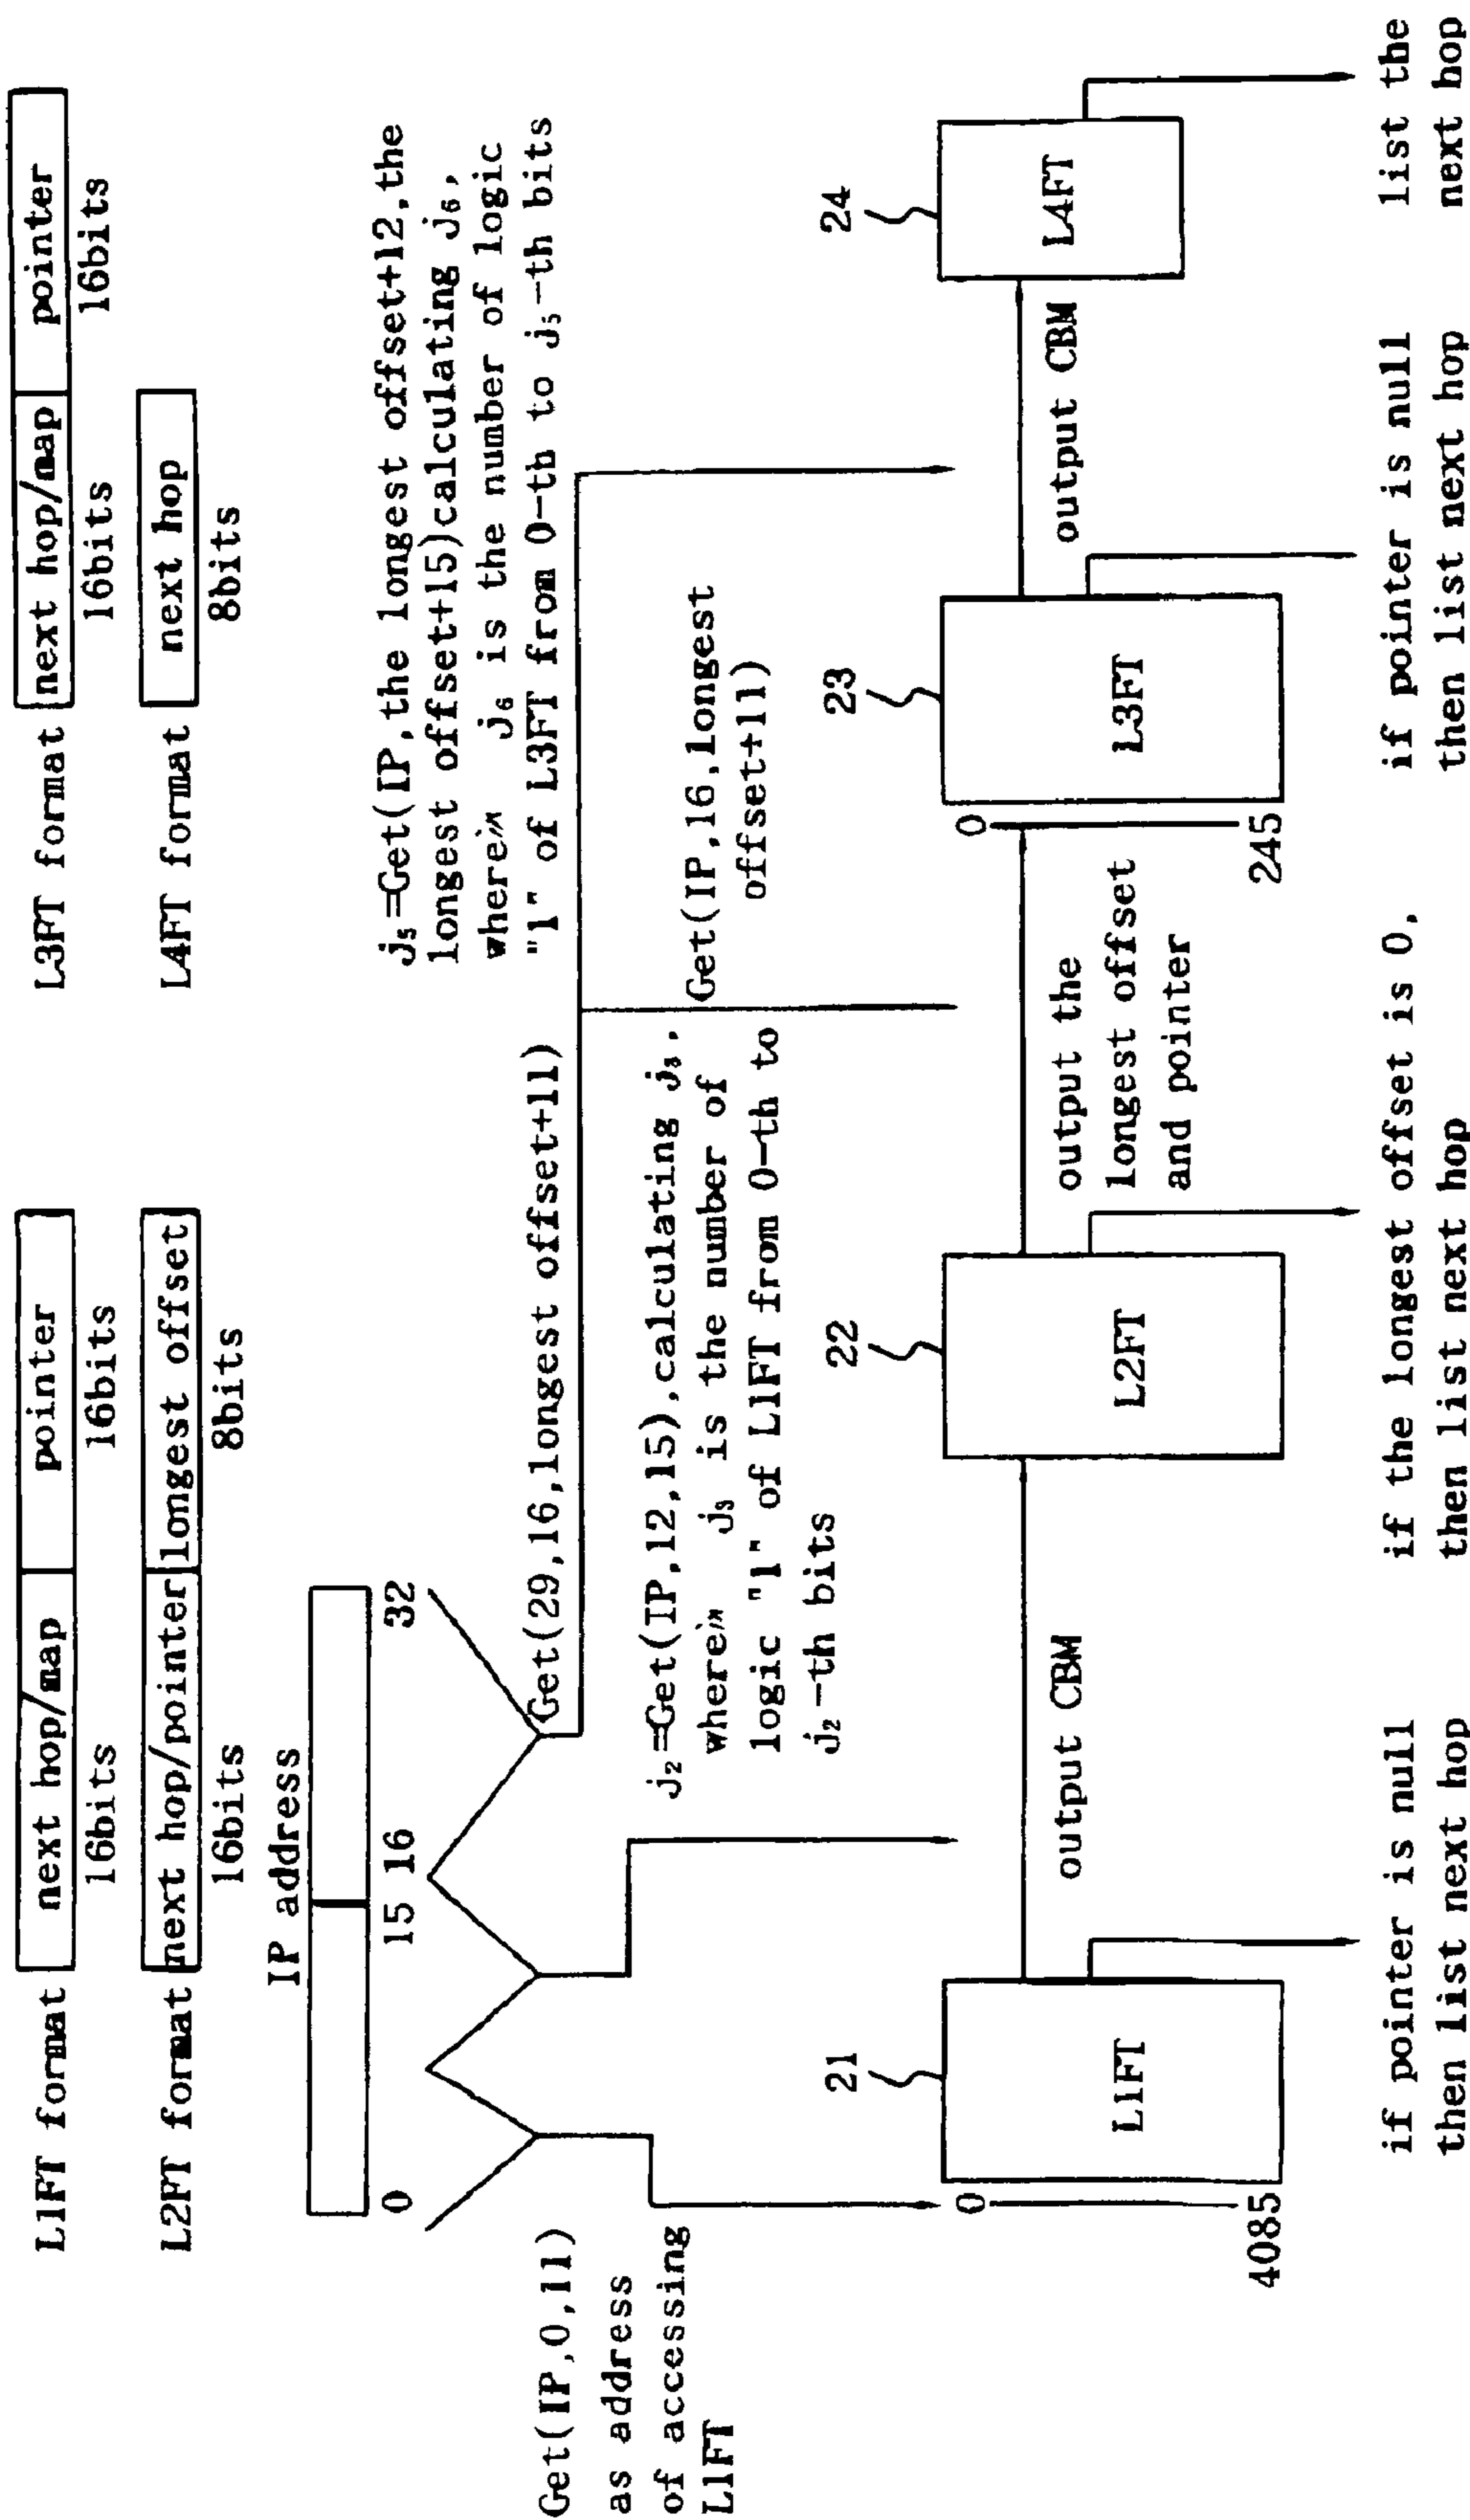 L1FT format
next hop/map
pointer
16bits
16bits
L2FT format
next hop/pointer
longest offset
16bits
8bits
L3FT format
next hop/map
pointer
16bits
16bits
L4FT format
next hop
8bits
IP address
0
15
16
32
Get(IP,0,11)
as address
of accessing
L1FT
Get(29,16,longest offset+11)
j₂=Get(IP,12,15),calculating j₃,
where j₃ is the number of
logic "1" of L1FT from 0-th to
j₂-th bits
Get(IP,16,longest
offset+11)
j₅=Get(IP,the longest offset+12,the
longest offset+15)calculating j₆,
where j₆ is the number of logic
"1" of L3FT from 0-th to j₅-th bits
21
22
23
24
0
4085
L1FT
output CBM
L2FT
output the
longest offset
and pointer
0
245
L3FT
output CBM
L4FT
if pointer is null
then list next hop
if the longest offset is 0,
then list next hop
if pointer is null
then list next hop
list the
next hop